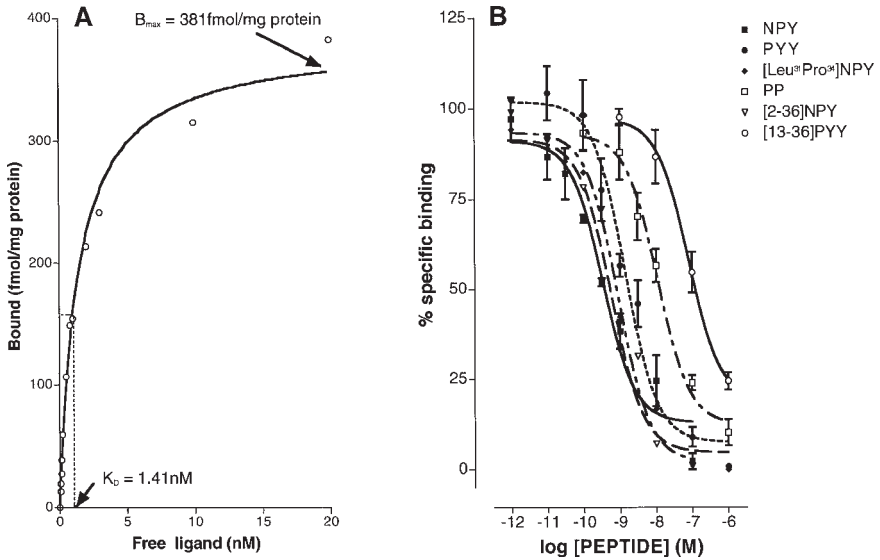 A
B
Bmax = 381fmol/mg protein
400
300
200
100
0
Bound (fmol/mg protein)
KD = 1.41nM
0
5
10
15
20
Free ligand (nM)
125
100
75
50
25
0
% specific binding
NPY
PYY
[Leu³¹Pro³⁴]NPY
PP
[2-36]NPY
[13-36]PYY
-12 -11 -10 -9 -8 -7 -6
log [PEPTIDE] (M)